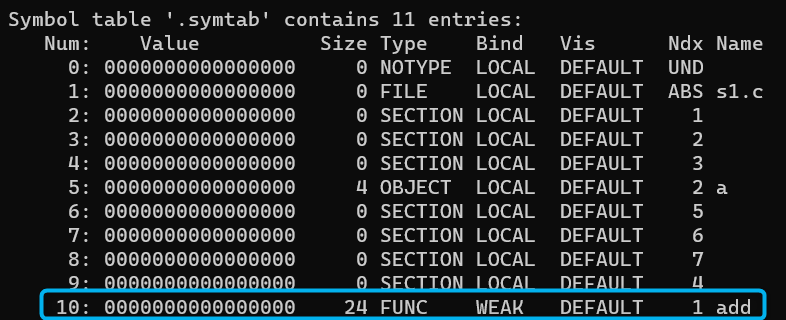 Symbol table '.symtab' contains 11 entries:
Num: Value Size Type Bind Vis Ndx Name
0: 0000000000000000 0 NOTYPE LOCAL DEFAULT UND
1: 0000000000000000 0 FILE LOCAL DEFAULT ABS s1.c
2: 0000000000000000 0 SECTION LOCAL DEFAULT 1
3: 0000000000000000 0 SECTION LOCAL DEFAULT 2
4: 0000000000000000 0 SECTION LOCAL DEFAULT 3
5: 0000000000000000 4 OBJECT LOCAL DEFAULT 2 a
6: 0000000000000000 0 SECTION LOCAL DEFAULT 5
7: 0000000000000000 0 SECTION LOCAL DEFAULT 6
8: 0000000000000000 0 SECTION LOCAL DEFAULT 7
9: 0000000000000000 0 SECTION LOCAL DEFAULT 4
10: 0000000000000000 24 FUNC WEAK DEFAULT 1 add